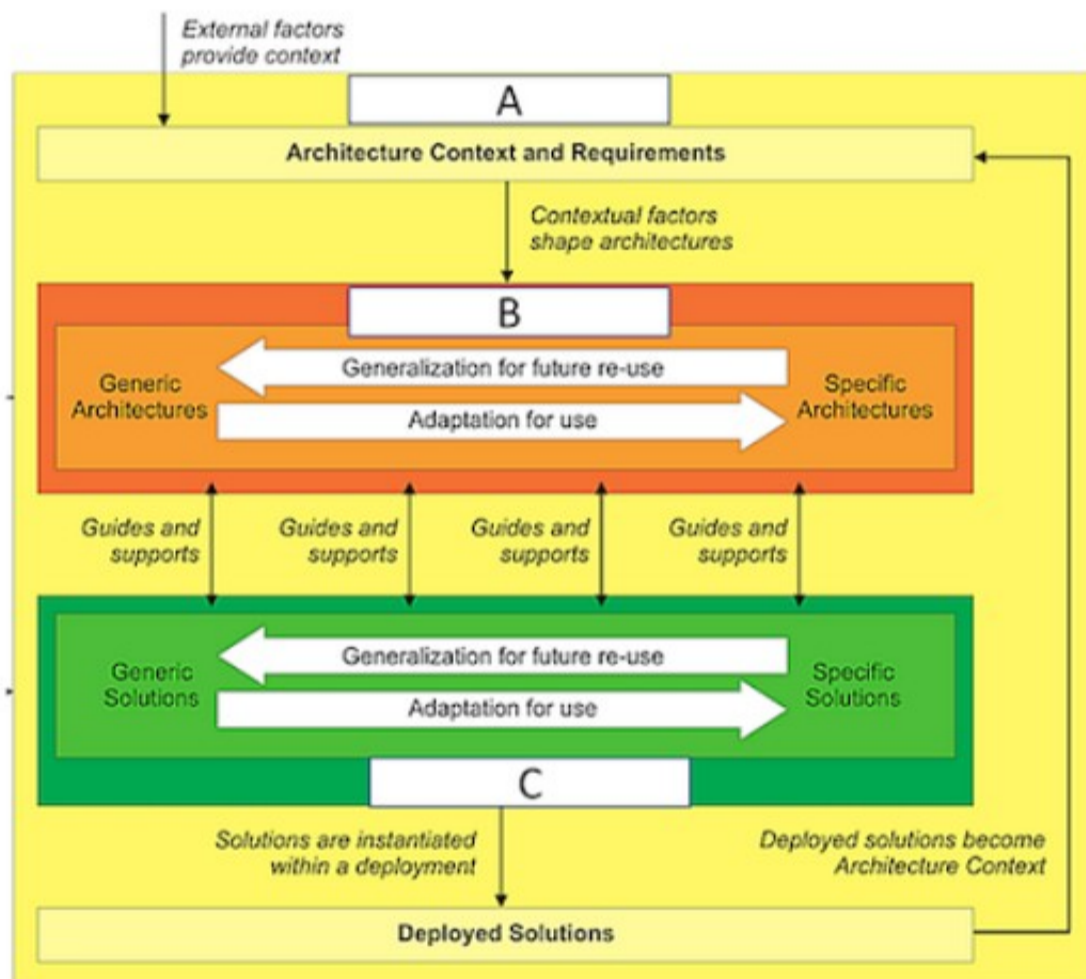 External factors
provide context
A
Architecture Context and Requirements
Contextual factors
shape architectures
B
Generic
Architectures
Generalization for future re-use
Adaptation for use
Specific
Architectures
Guides and
supports
Guides and
supports
Guides and
supports
Guides and
supports
Generic
Solutions
Generalization for future re-use
Adaptation for use
Specific
Solutions
C
Solutions are instantiated
within a deployment
Deployed solutions become
Architecture Context
Deployed Solutions